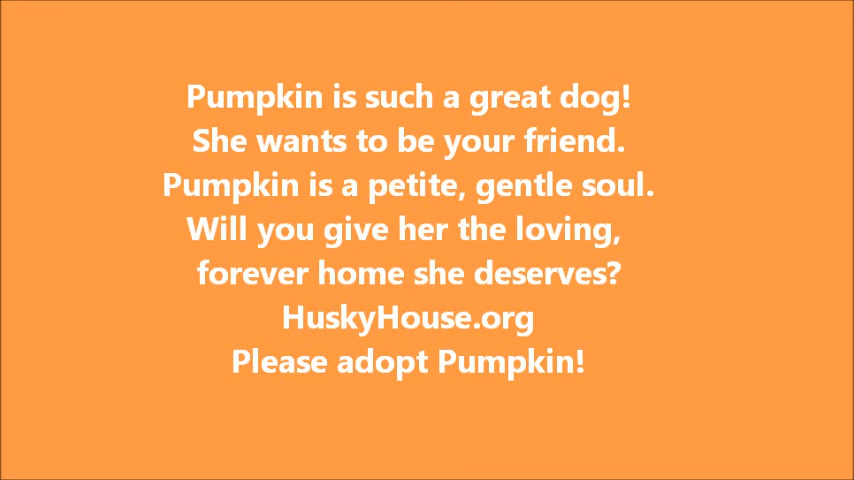 Pumpkin is such a great dog!
She wants to be your friend.
Pumpkin is a petite, gentle soul.
Will you give her the loving,
forever home she deserves?
HuskyHouse.org
Please adopt Pumpkin!